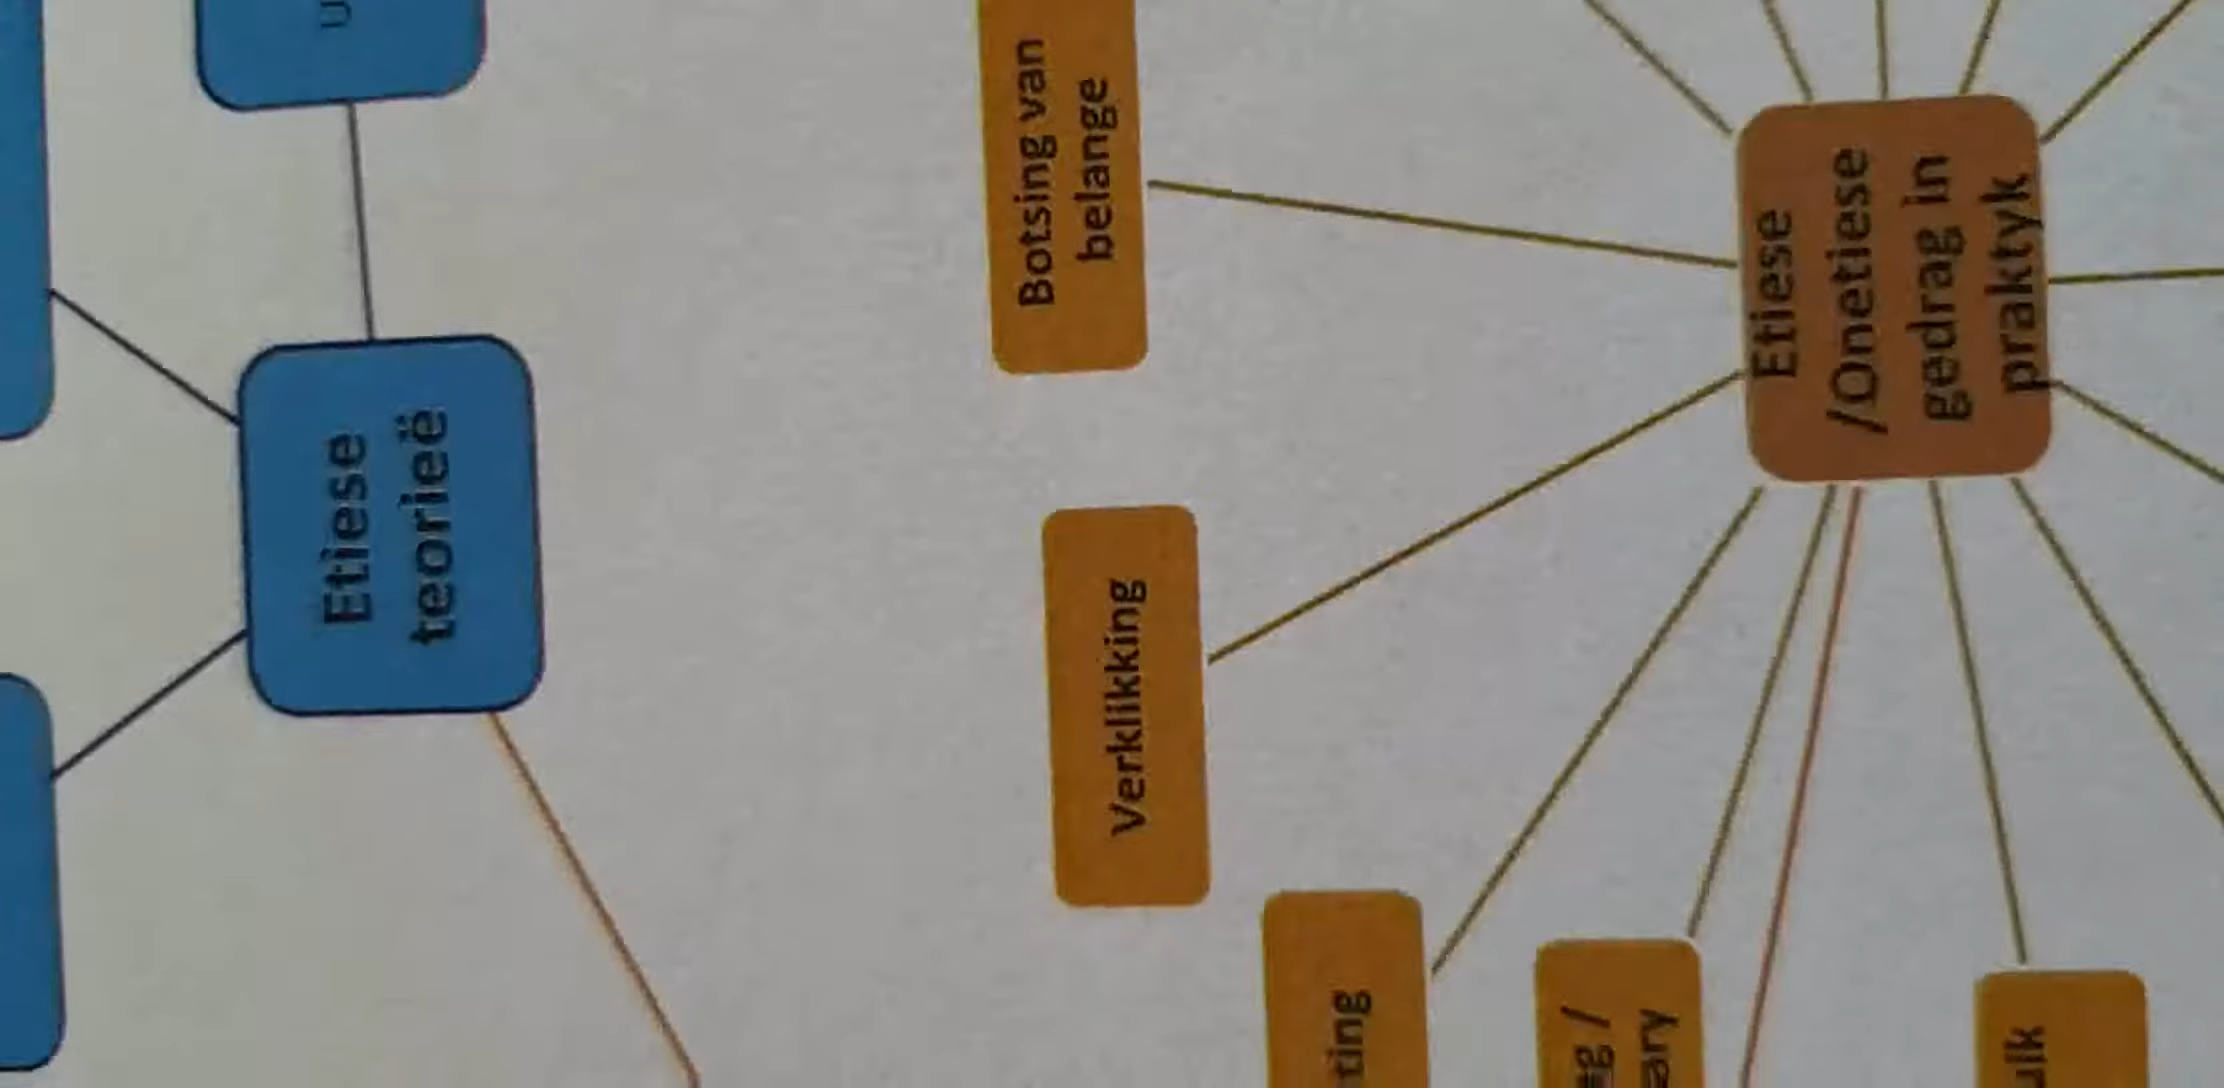 Etiese
teorieë
Botsing van
belange
Verklikking
Etiese
/Onetiese
gedrag in
praktyk